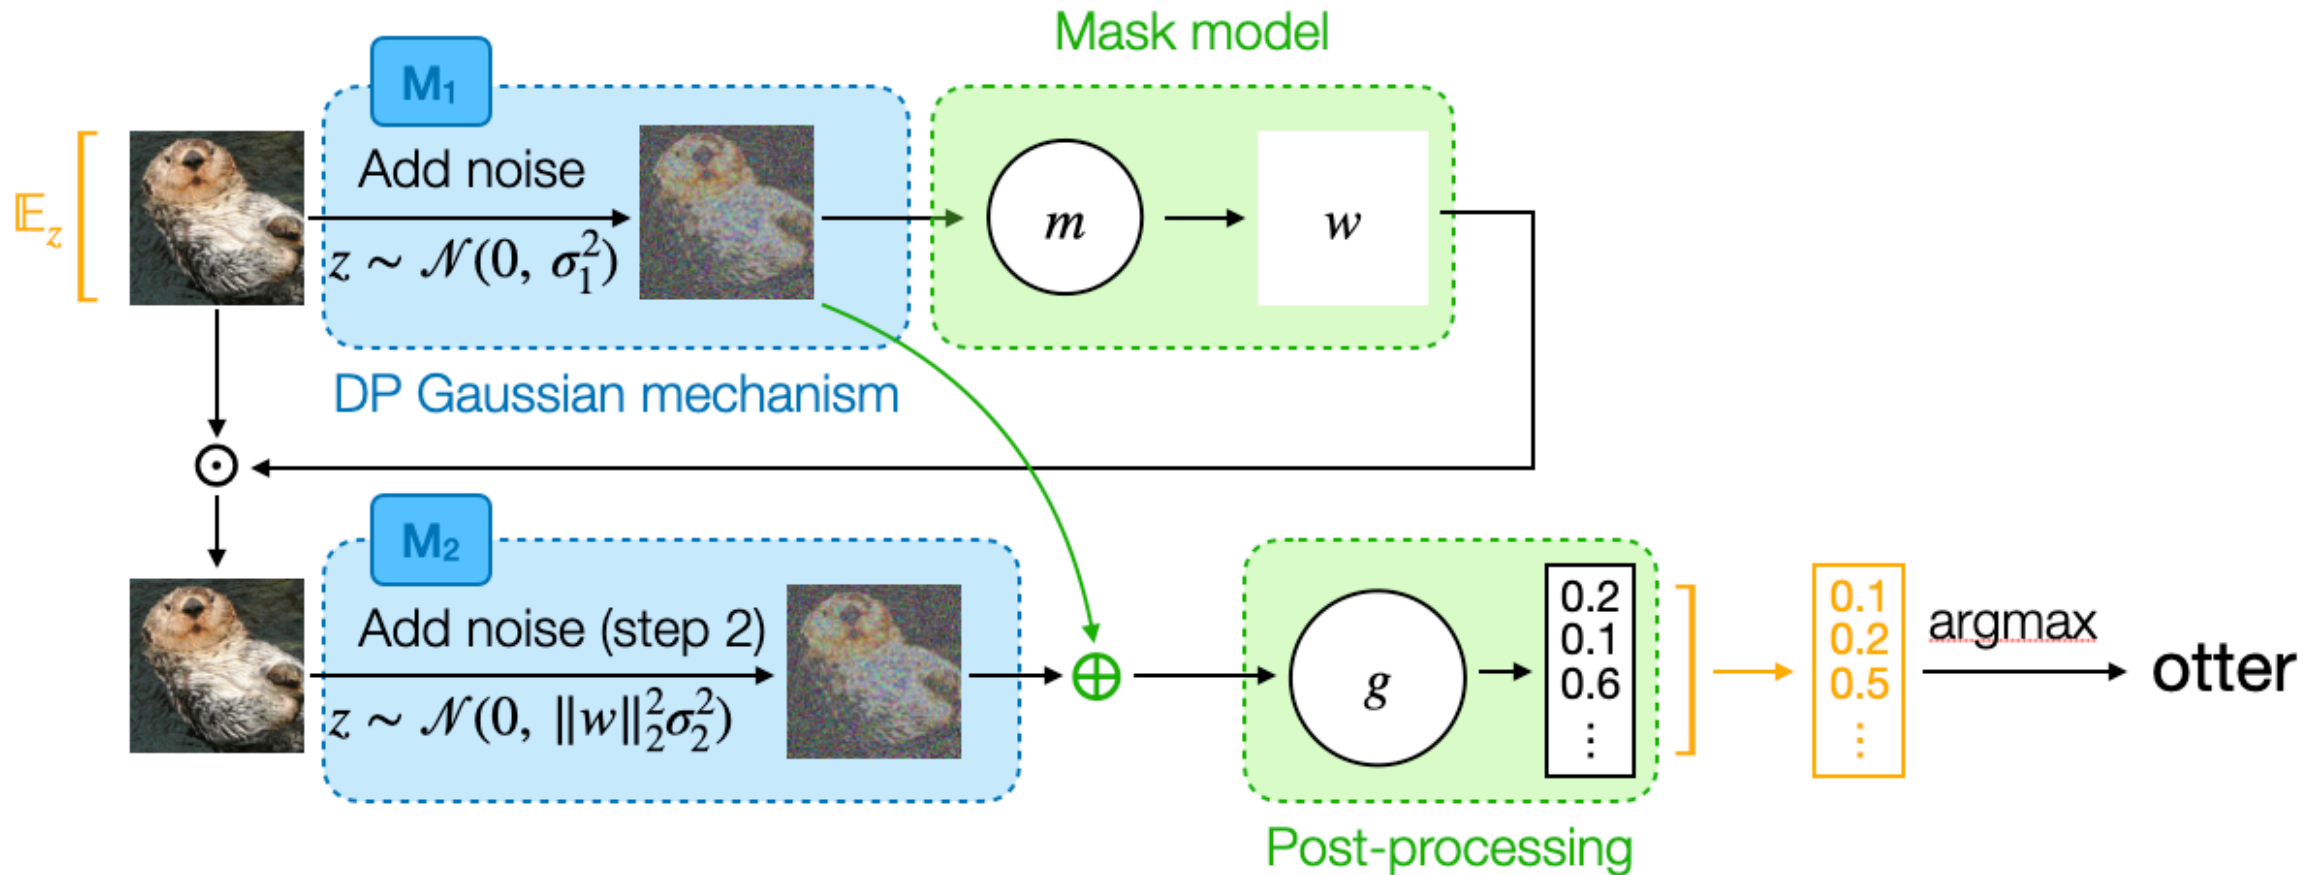 Mask model
M₁
Add noise
z ∼ 𝒩(0, σ₁²)
𝔼_z [
m
w
DP Gaussian mechanism
⊙
M₂
Add noise (step 2)
z ∼ 𝒩(0, ‖w‖₂²σ₂²)
⊕
g
0.2
0.1
0.6
⋮
]
0.1
0.2
0.5
⋮
argmax
otter
Post-processing